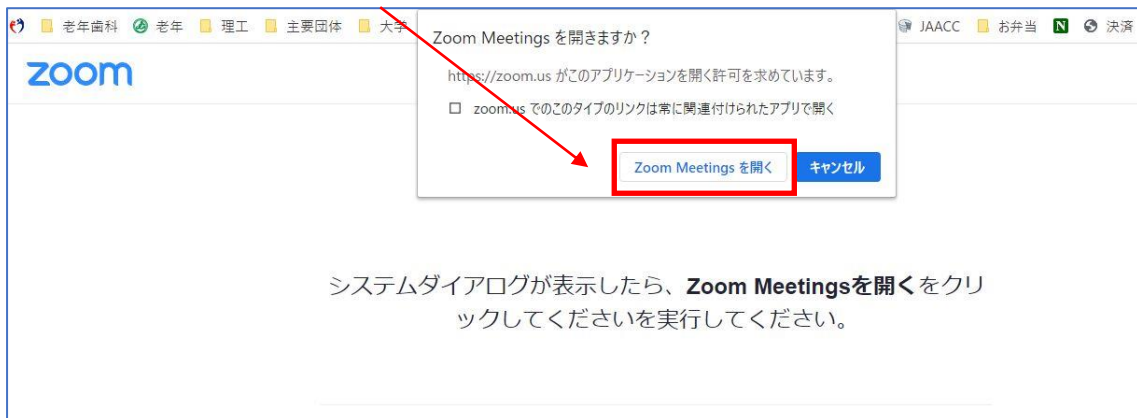 老年歯科 老年 理工 主要団体 大学 JAACC お弁当 N 決済
zoom
Zoom Meetings を開きますか？
https://zoom.us がこのアプリケーションを開く許可を求めています。
zoom.us でのこのタイプのリンクは常に関連付けられたアプリで開く
Zoom Meetings を開く キャンセル
システムダイアログが表示したら、Zoom Meetingsを開くをクリ
ックしてくださいを実行してください。